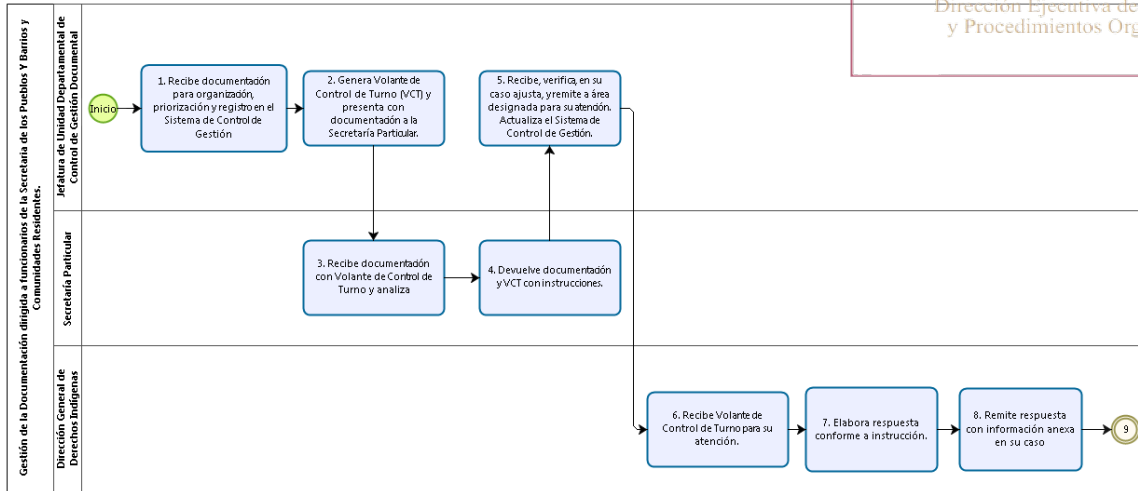 Dirección Ejecutiva de
y Procedimientos Org
Gestión de la Documentación dirigida a funcionarios de la Secretaría de los Pueblos Y Barrios y
Comunidades Residentes.
Jefatura de Unidad Departamental de
Control de Gestión Documental
Inicio
1. Recibe documentación
para organización,
priorización y registro en el
Sistema de Control de
Gestión
2. Genera Volante de
Control de Turno (VCT) y
presenta con
documentación a la
Secretaría Particular.
5. Recibe, verifica, en su
caso ajusta, y remite a área
designada para su atención.
Actualiza el Sistema de
Control de Gestión.
Secretaría Particular
3. Recibe documentación
con Volante de Control de
Turno y analiza
4. Devuelve documentación
y VCT con instrucciones.
Dirección General de
Derechos Indígenas
6. Recibe Volante de
Control de Turno para su
atención.
7. Elabora respuesta
conforme a instrucción.
8. Remite respuesta
con información anexa
en su caso
9